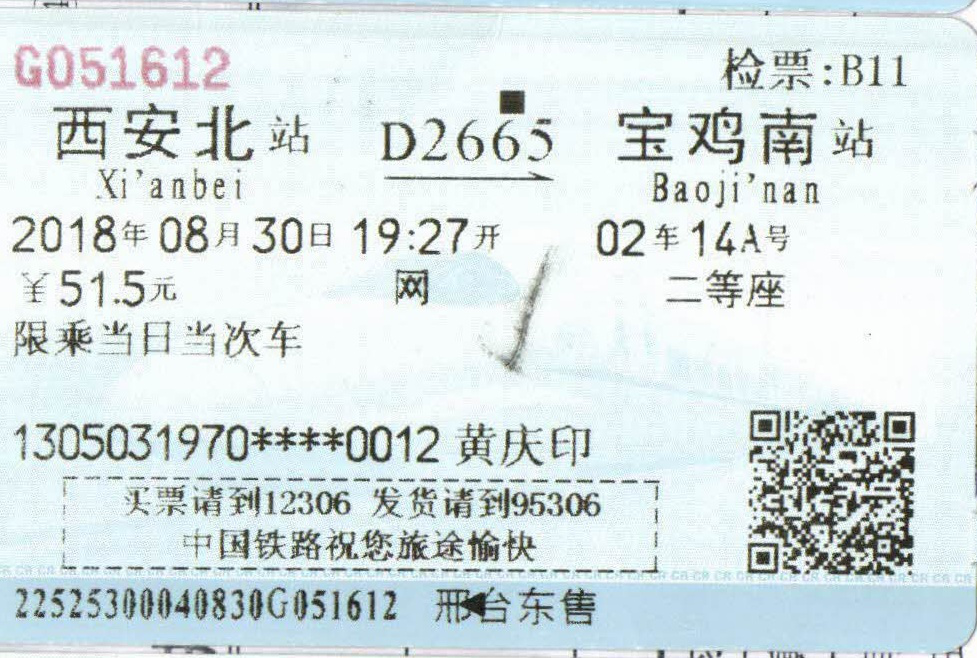 G051612
检票:B11
西安北站 D2665 宝鸡南站
Xi'anbei Baoji'nan
2018年08月30日 19:27开 02车14A号
¥51.5元 网 二等座
限乘当日当次车
1305031970****0012 黄庆印
买票请到12306 发货请到95306
中国铁路祝您旅途愉快
22525300040830G051612 邢台东售